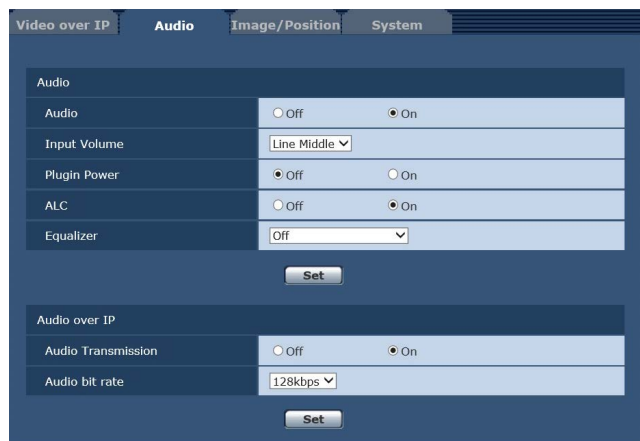 Video over IP Audio Image/Position System
Audio
Audio Off On
Input Volume Line Middle
Plugin Power Off On
ALC Off On
Equalizer Off
Set
Audio over IP
Audio Transmission Off On
Audio bit rate 128kbps
Set